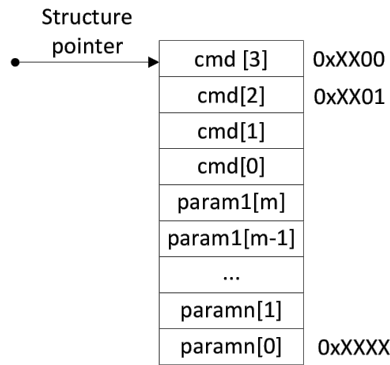 Structure
pointer
cmd [3] 0xXX00
cmd[2] 0xXX01
cmd[1]
cmd[0]
param1[m]
param1[m-1]
...
paramn[1]
paramn[0] 0xXXXX